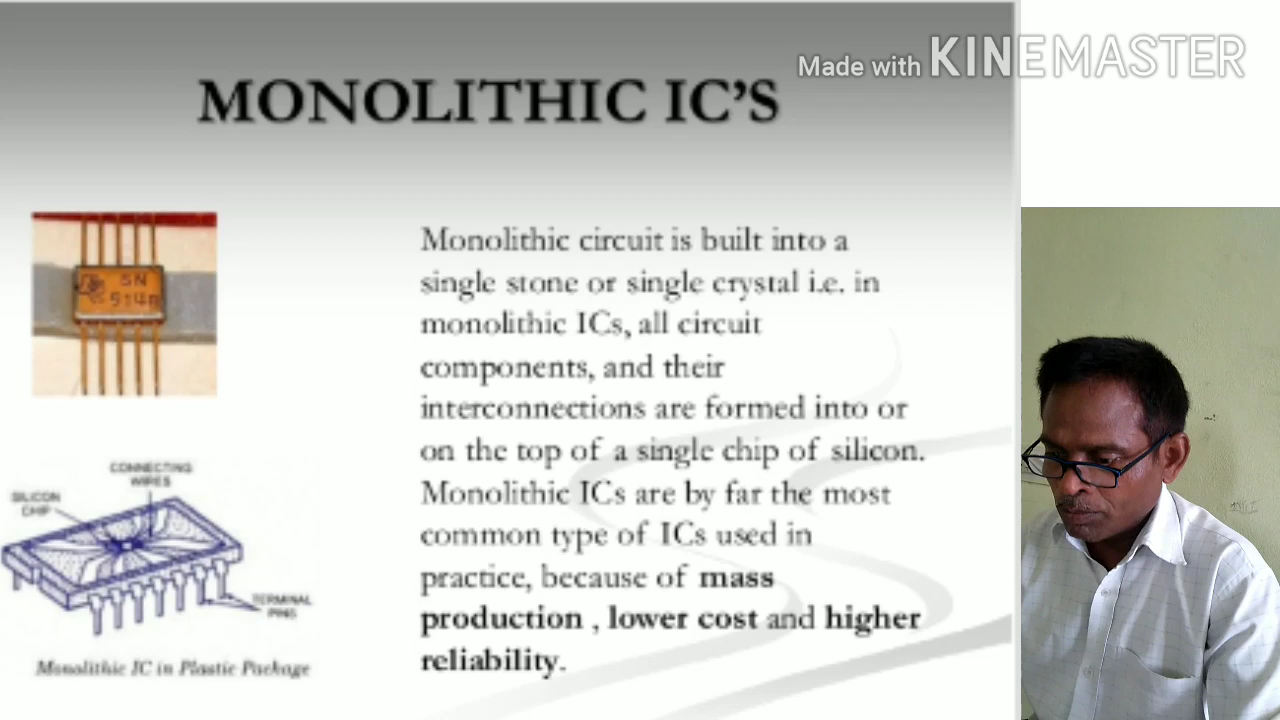 Made with KINEMASTER
MONOLITHIC IC'S
SN
514
Monolithic circuit is built into a
single stone or single crystal i.e. in
monolithic ICs, all circuit
components, and their
interconnections are formed into or
on the top of a single chip of silicon.
Monolithic ICs are by far the most
common type of ICs used in
practice, because of mass
production , lower cost and higher
reliability.
CONNECTING
WIRES
SILICON
CHIP
TERMINAL
PINS
Monolithic IC in Plastic Package